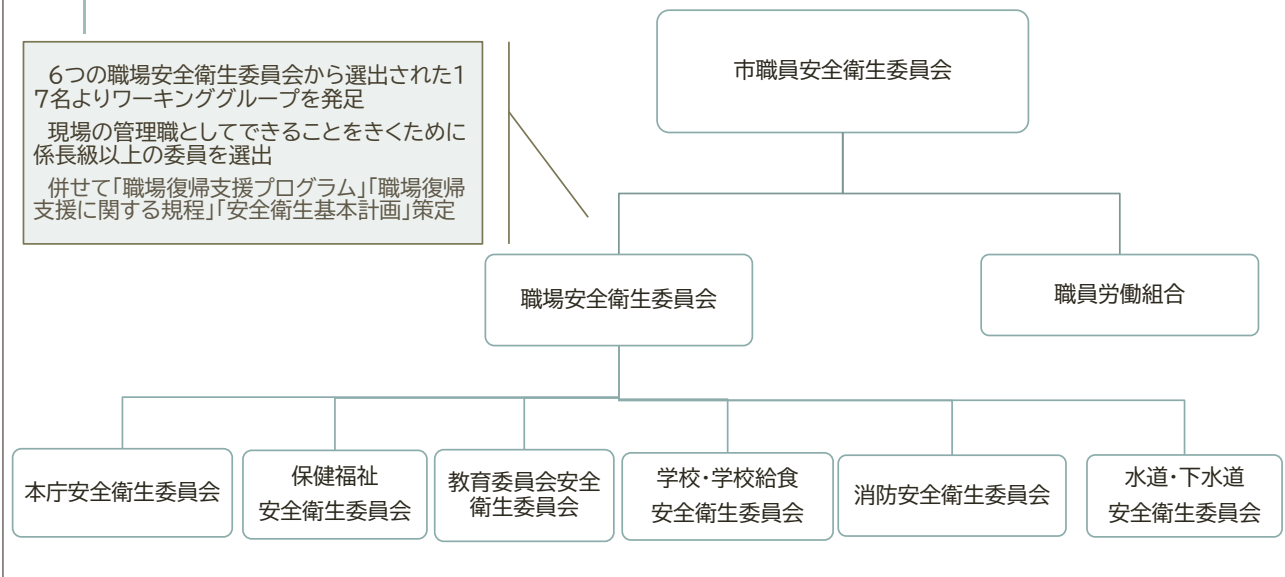 市職員安全衛生委員会
6つの職場安全衛生委員会から選出された1
7名よりワーキンググループを発足
現場の管理職としてできることをきくために
係長級以上の委員を選出
併せて「職場復帰支援プログラム」「職場復帰
支援に関する規程」「安全衛生基本計画」策定
職場安全衛生委員会
職員労働組合
本庁安全衛生委員会
保健福祉
安全衛生委員会
教育委員会安全
衛生委員会
学校・学校給食
安全衛生委員会
消防安全衛生委員会
水道・下水道
安全衛生委員会